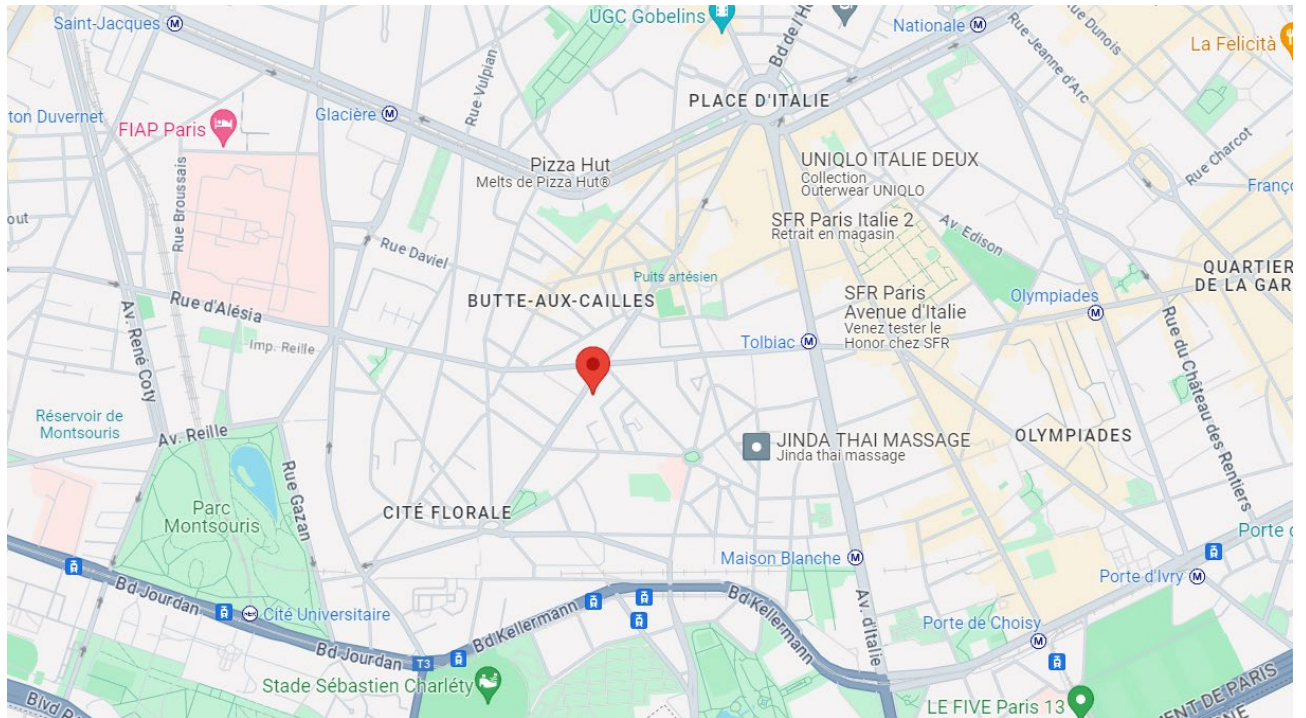 Saint-Jacques
UGC Gobelins
Bd de l'H
Nationale
Rue Dunois
La Felicità
Rue Jeanne d'Arc
ton Duvernet
Glacière
Rue Vulpian
PLACE D'ITALIE
FIAP Paris
Rue Charcot
Pizza Hut
Melts de Pizza Hut®
UNIQLO ITALIE DEUX
Collection
Outerwear UNIQLO
Franço
out
Rue Broussais
SFR Paris Italie 2
Retrait en magasin
Av. Edison
Rue Daviel
Puits artésien
QUARTIER
DE LA GAR
BUTTE-AUX-CAILLES
Rue d'Alésia
SFR Paris
Avenue d'Italie
Venez tester le
Honor chez SFR
Olympiades
Av. René Coty
Imp. Reille
Tolbiac
Rue du Château des Rentiers
Réservoir de
Montsouris
Av. Reille
JINDA THAI MASSAGE
Jinda thai massage
OLYMPIADES
Rue Gazan
Parc
Montsouris
CITÉ FLORALE
Porte d
Maison Blanche
Porte d'Ivry
Bd Jourdan
Cité Universitaire
Bd Kellermann
Bd Kellermann
Av. d'Italie
Porte de Choisy
Bd Jourdan
T3
Stade Sébastien Charléty
LE FIVE Paris 13
Blvd P
MENT DE PARIS